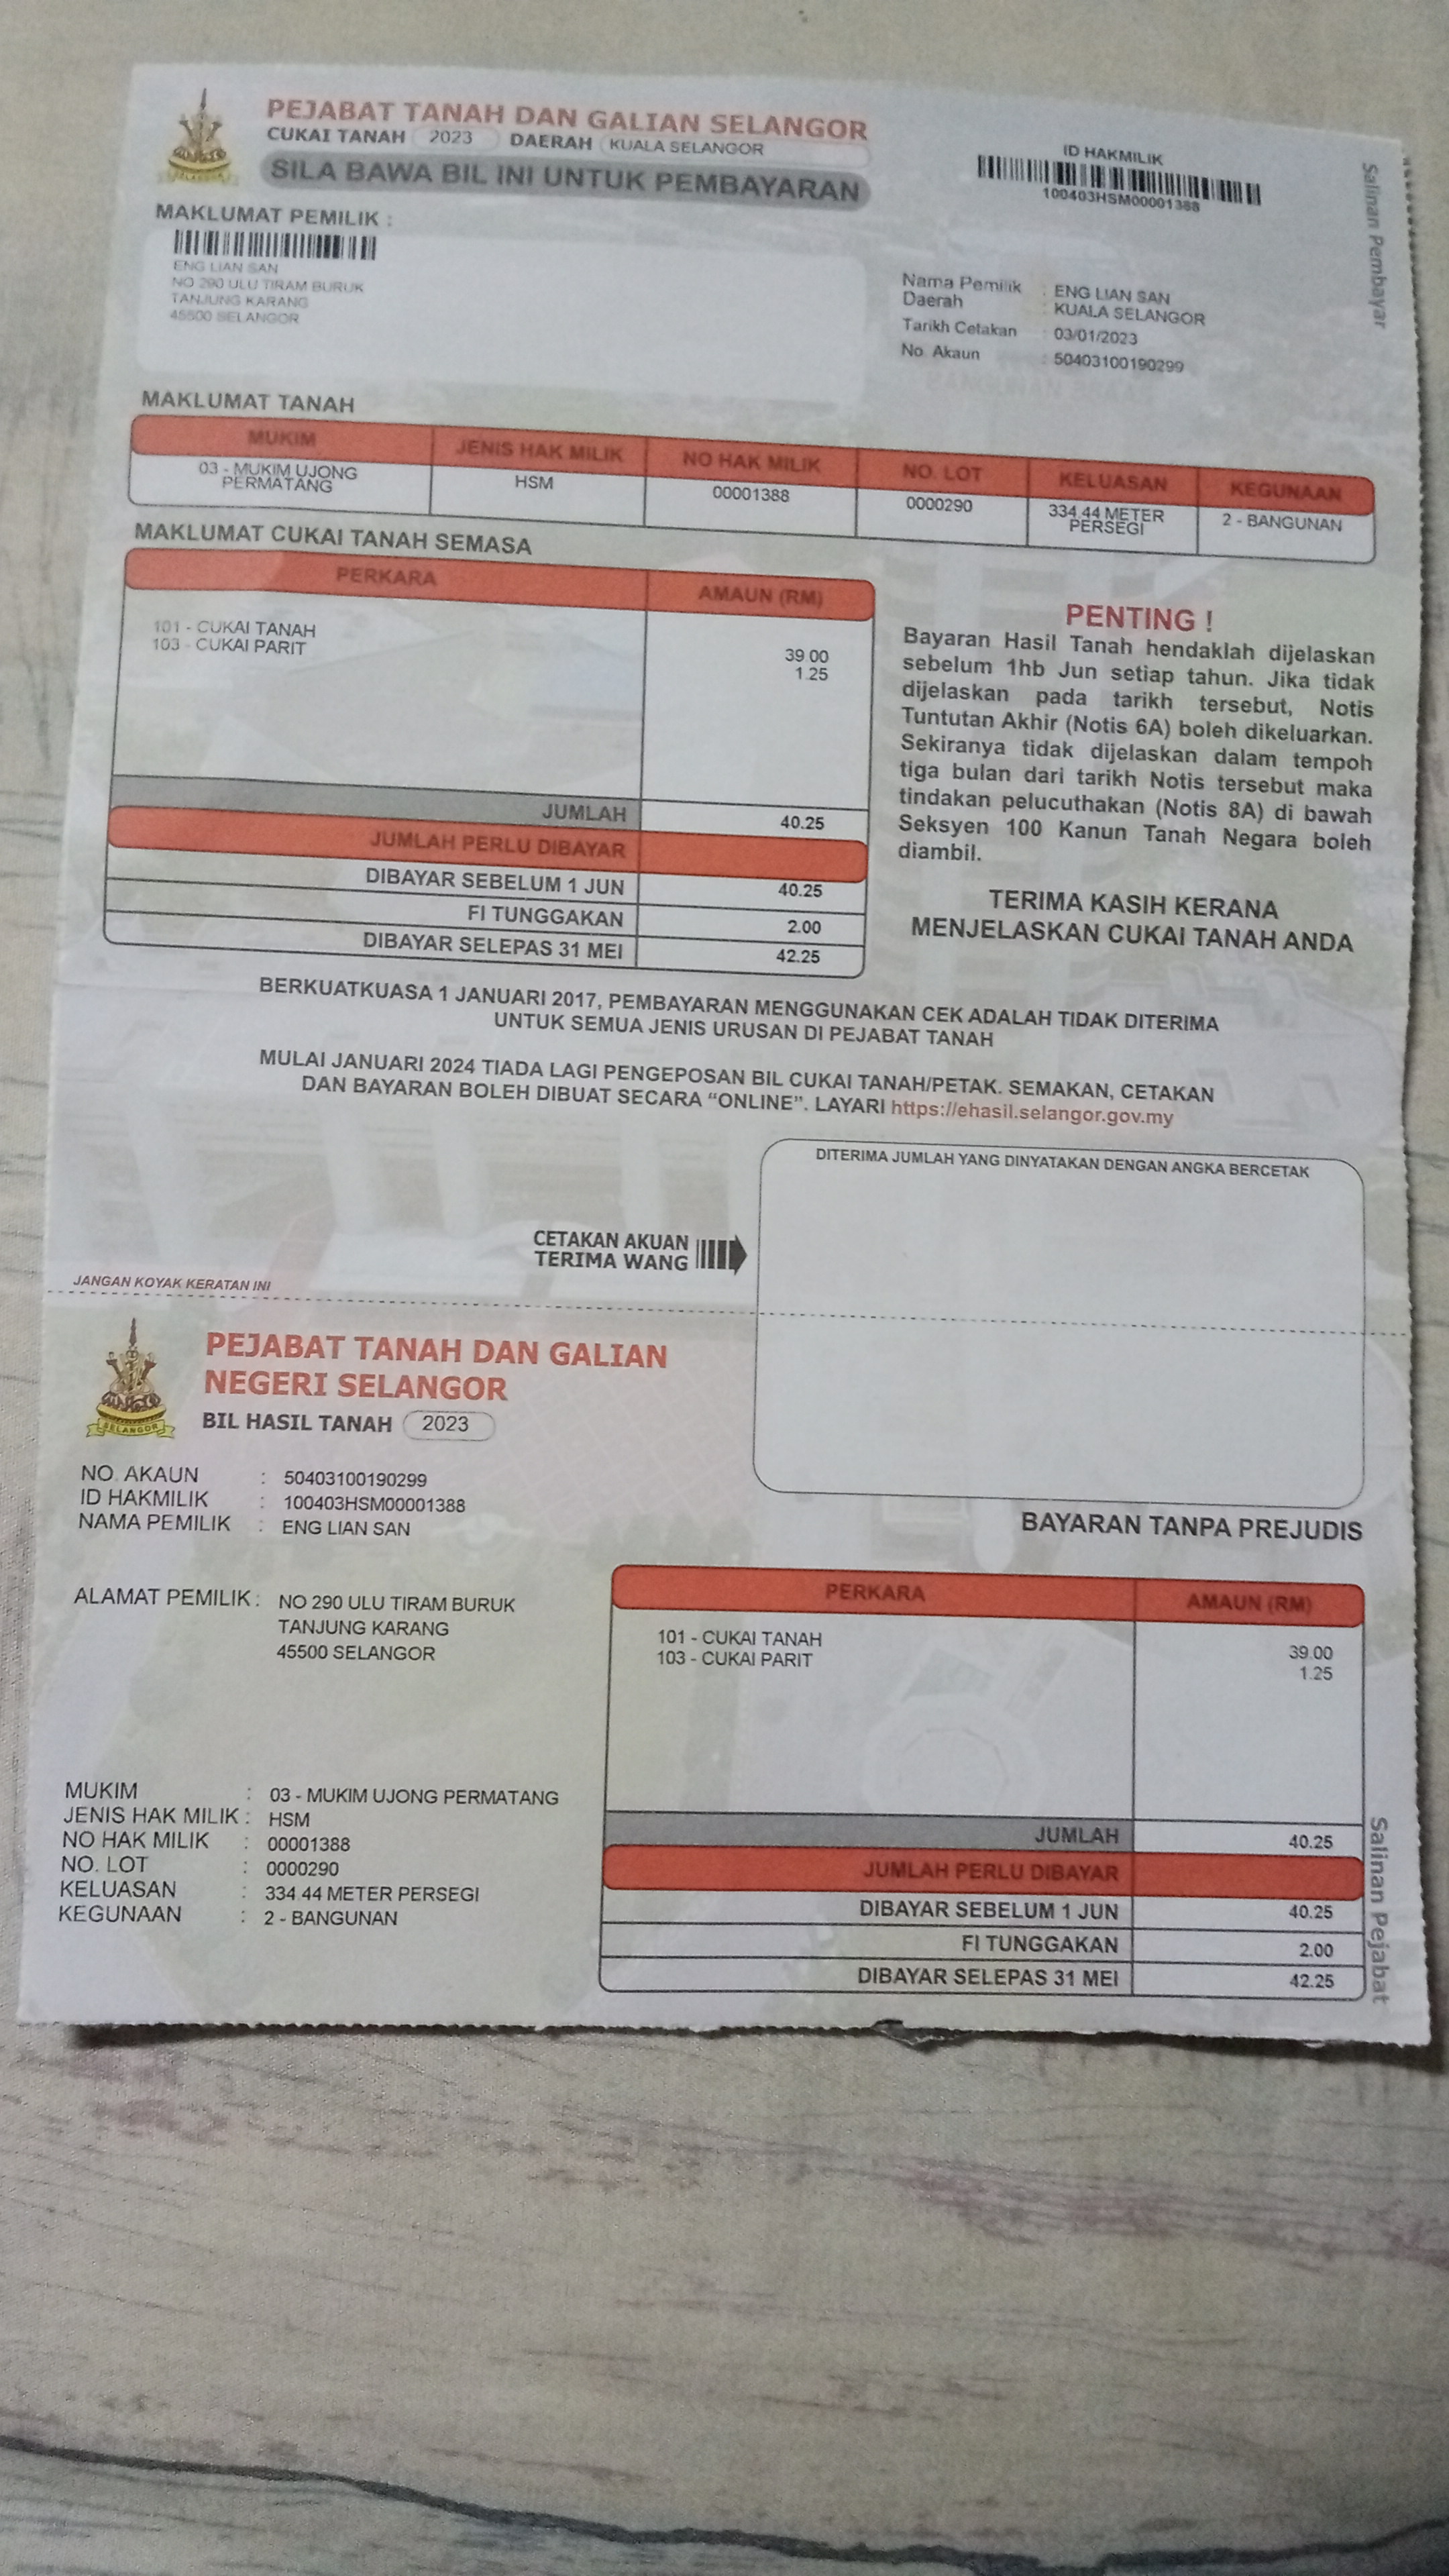 PEJABAT TANAH DAN GALIAN SELANGOR
CUKAI TANAH 2023 DAERAH KUALA SELANGOR
SILA BAWA BIL INI UNTUK PEMBAYARAN
ID HAKMILIK
100403HSM00001388
Salinan Pembayar
MAKLUMAT PEMILIK :
ENG LIAN SAN
NO 290 ULU TIRAM BURUK
TANJUNG KARANG
45500 SELANGOR
Nama Pemilik : ENG LIAN SAN
Daerah : KUALA SELANGOR
Tarikh Cetakan : 03/01/2023
No. Akaun : 50403100190299
MAKLUMAT TANAH
MUKIM JENIS HAK MILIK NO HAK MILIK NO. LOT KELUASAN KEGUNAAN
03 - MUKIM UJONG PERMATANG HSM 00001388 0000290 334.44 METER PERSEGI 2 - BANGUNAN
MAKLUMAT CUKAI TANAH SEMASA
PERKARA AMAUN (RM)
101 - CUKAI TANAH 39.00
103 - CUKAI PARIT 1.25
JUMLAH 40.25
JUMLAH PERLU DIBAYAR
DIBAYAR SEBELUM 1 JUN 40.25
FI TUNGGAKAN 2.00
DIBAYAR SELEPAS 31 MEI 42.25
PENTING !
Bayaran Hasil Tanah hendaklah dijelaskan
sebelum 1hb Jun setiap tahun. Jika tidak
dijelaskan pada tarikh tersebut, Notis
Tuntutan Akhir (Notis 6A) boleh dikeluarkan.
Sekiranya tidak dijelaskan dalam tempoh
tiga bulan dari tarikh Notis tersebut maka
tindakan pelucuthakan (Notis 8A) di bawah
Seksyen 100 Kanun Tanah Negara boleh
diambil.
TERIMA KASIH KERANA
MENJELASKAN CUKAI TANAH ANDA
BERKUATKUASA 1 JANUARI 2017, PEMBAYARAN MENGGUNAKAN CEK ADALAH TIDAK DITERIMA
UNTUK SEMUA JENIS URUSAN DI PEJABAT TANAH
MULAI JANUARI 2024 TIADA LAGI PENGEPOSAN BIL CUKAI TANAH/PETAK. SEMAKAN, CETAKAN
DAN BAYARAN BOLEH DIBUAT SECARA “ONLINE”. LAYARI https://ehasil.selangor.gov.my
DITERIMA JUMLAH YANG DINYATAKAN DENGAN ANGKA BERCETAK
CETAKAN AKUAN
TERIMA WANG
JANGAN KOYAK KERATAN INI
SELANGOR
PEJABAT TANAH DAN GALIAN
NEGERI SELANGOR
BIL HASIL TANAH 2023
NO. AKAUN : 50403100190299
ID HAKMILIK : 100403HSM00001388
NAMA PEMILIK : ENG LIAN SAN
BAYARAN TANPA PREJUDIS
ALAMAT PEMILIK : NO 290 ULU TIRAM BURUK
TANJUNG KARANG
45500 SELANGOR
MUKIM : 03 - MUKIM UJONG PERMATANG
JENIS HAK MILIK : HSM
NO HAK MILIK : 00001388
NO. LOT : 0000290
KELUASAN : 334.44 METER PERSEGI
KEGUNAAN : 2 - BANGUNAN
PERKARA AMAUN (RM)
101 - CUKAI TANAH 39.00
103 - CUKAI PARIT 1.25
JUMLAH 40.25
JUMLAH PERLU DIBAYAR
DIBAYAR SEBELUM 1 JUN 40.25
FI TUNGGAKAN 2.00
DIBAYAR SELEPAS 31 MEI 42.25
Salinan Pejabat